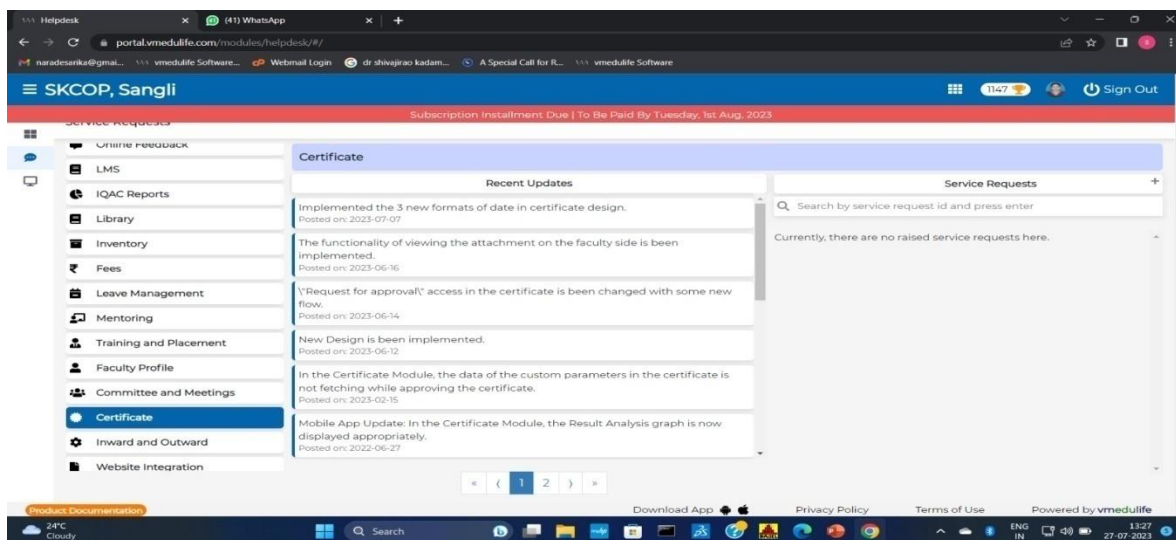 Helpdesk
(41) WhatsApp
portal.vmedulife.com/modules/helpdesk/#/
naradesarika@gmai...
vmedulife Software...
Webmail Login
dr shivajirao kadam...
A Special Call for R...
vmedulife Software
SKCOP, Sangli
1147
Sign Out
Subscription Installment Due | To Be Paid By Tuesday, 1st Aug, 2023
Service Requests
Online Feedback
LMS
IQAC Reports
Library
Inventory
Fees
Leave Management
Mentoring
Training and Placement
Faculty Profile
Committee and Meetings
Certificate
Inward and Outward
Website Integration
Certificate
Recent Updates
Implemented the 3 new formats of date in certificate design.
Posted on: 2023-07-07
The functionality of viewing the attachment on the faculty side is been
implemented.
Posted on: 2023-06-16
\"Request for approval\" access in the certificate is been changed with some new
flow.
Posted on: 2023-06-14
New Design is been implemented.
Posted on: 2023-06-12
In the Certificate Module, the data of the custom parameters in the certificate is
not fetching while approving the certificate.
Posted on: 2023-02-15
Mobile App Update: In the Certificate Module, the Result Analysis graph is now
displayed appropriately.
Posted on: 2022-06-27
« ( 1 2 ) »
Service Requests +
Search by service request id and press enter
Currently, there are no raised service requests here.
Product Documentation
Download App
Privacy Policy
Terms of Use
Powered by vmedulife
24°C
Cloudy
Search
ENG
IN
13:27
27-07-2023